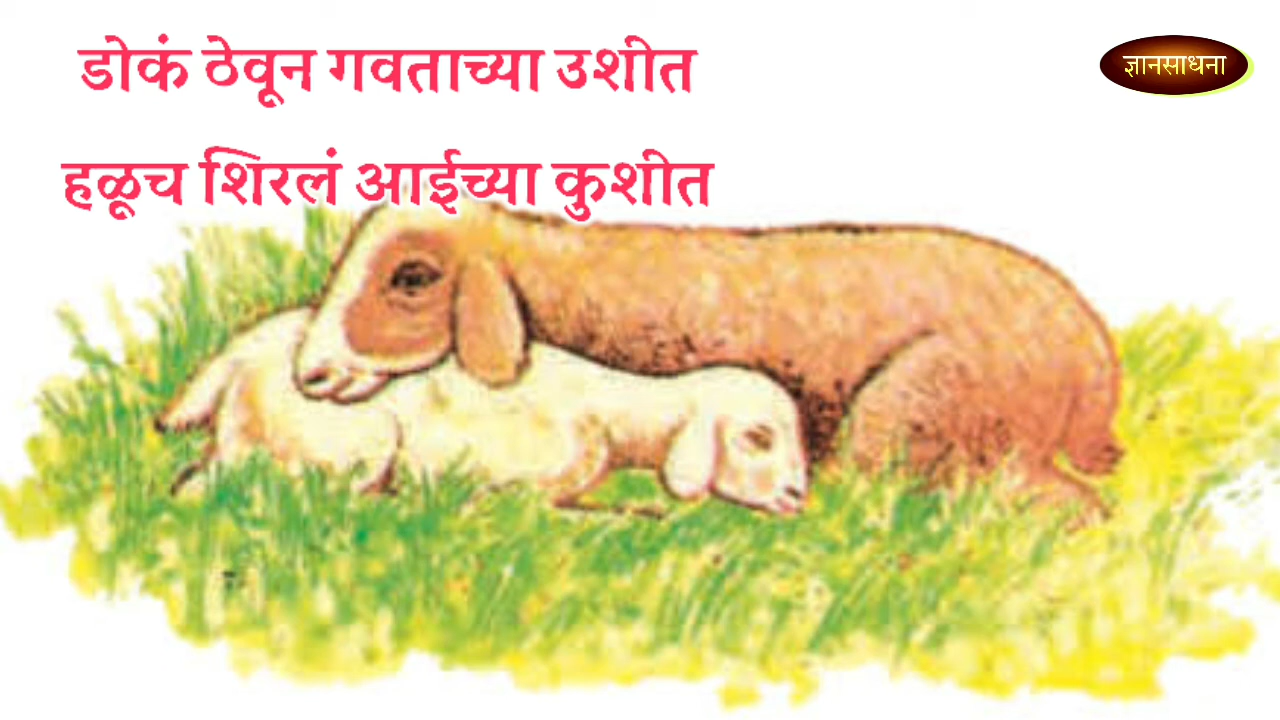 डोकं ठेवून गवताच्या उशीत
ज्ञानसाधना
हळूच शिरलं आईच्या कुशीत